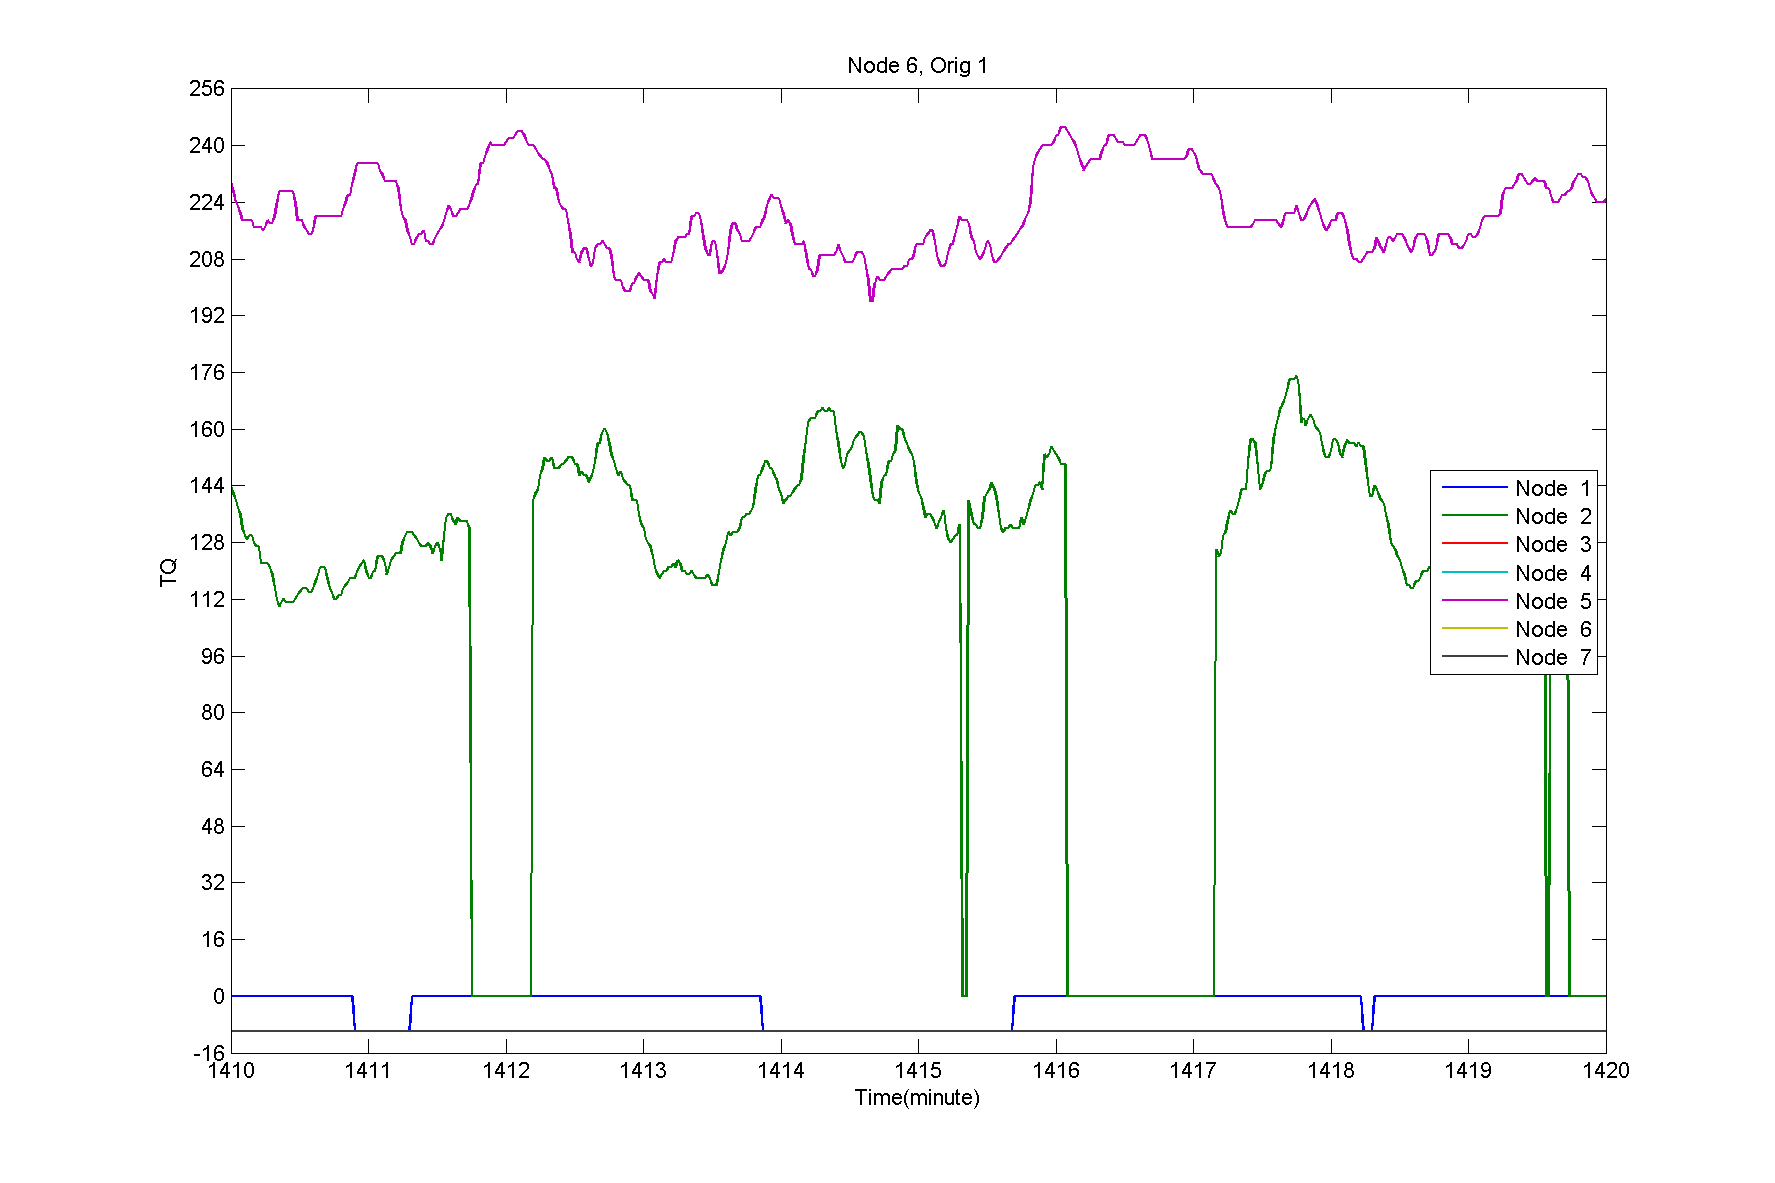 Node 6, Orig 1
256
240
224
208
192
176
160
144
128
112
96
80
64
48
32
16
0
-16
TQ
Node 1
Node 2
Node 3
Node 4
Node 5
Node 6
Node 7
1410 1411 1412 1413 1414 1415 1416 1417 1418 1419 1420
Time(minute)